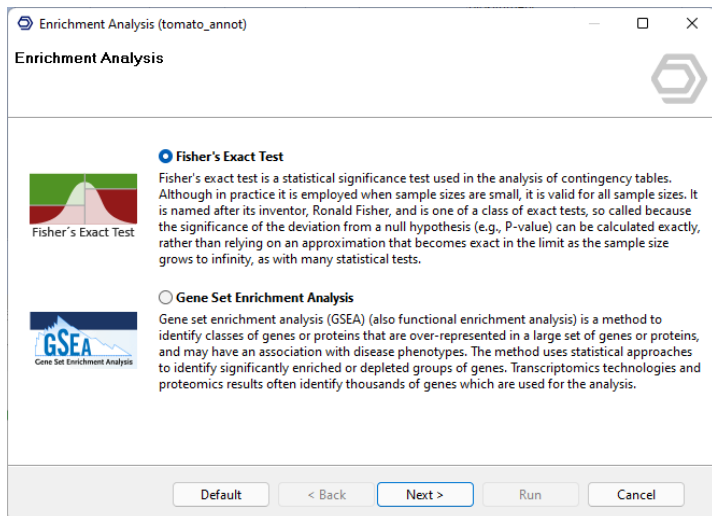 Enrichment Analysis (tomato_annot)
Enrichment Analysis
Fisher's Exact Test
Fisher's exact test is a statistical significance test used in the analysis of contingency tables.
Although in practice it is employed when sample sizes are small, it is valid for all sample sizes. It
is named after its inventor, Ronald Fisher, and is one of a class of exact tests, so called because
the significance of the deviation from a null hypothesis (e.g., P-value) can be calculated exactly,
rather than relying on an approximation that becomes exact in the limit as the sample size
grows to infinity, as with many statistical tests.
Fisher´s Exact Test
Gene Set Enrichment Analysis
Gene set enrichment analysis (GSEA) (also functional enrichment analysis) is a method to
identify classes of genes or proteins that are over-represented in a large set of genes or proteins,
and may have an association with disease phenotypes. The method uses statistical approaches
to identify significantly enriched or depleted groups of genes. Transcriptomics technologies and
proteomics results often identify thousands of genes which are used for the analysis.
GSEA
Gene Set Enrichment Analysis
Default
< Back
Next >
Run
Cancel